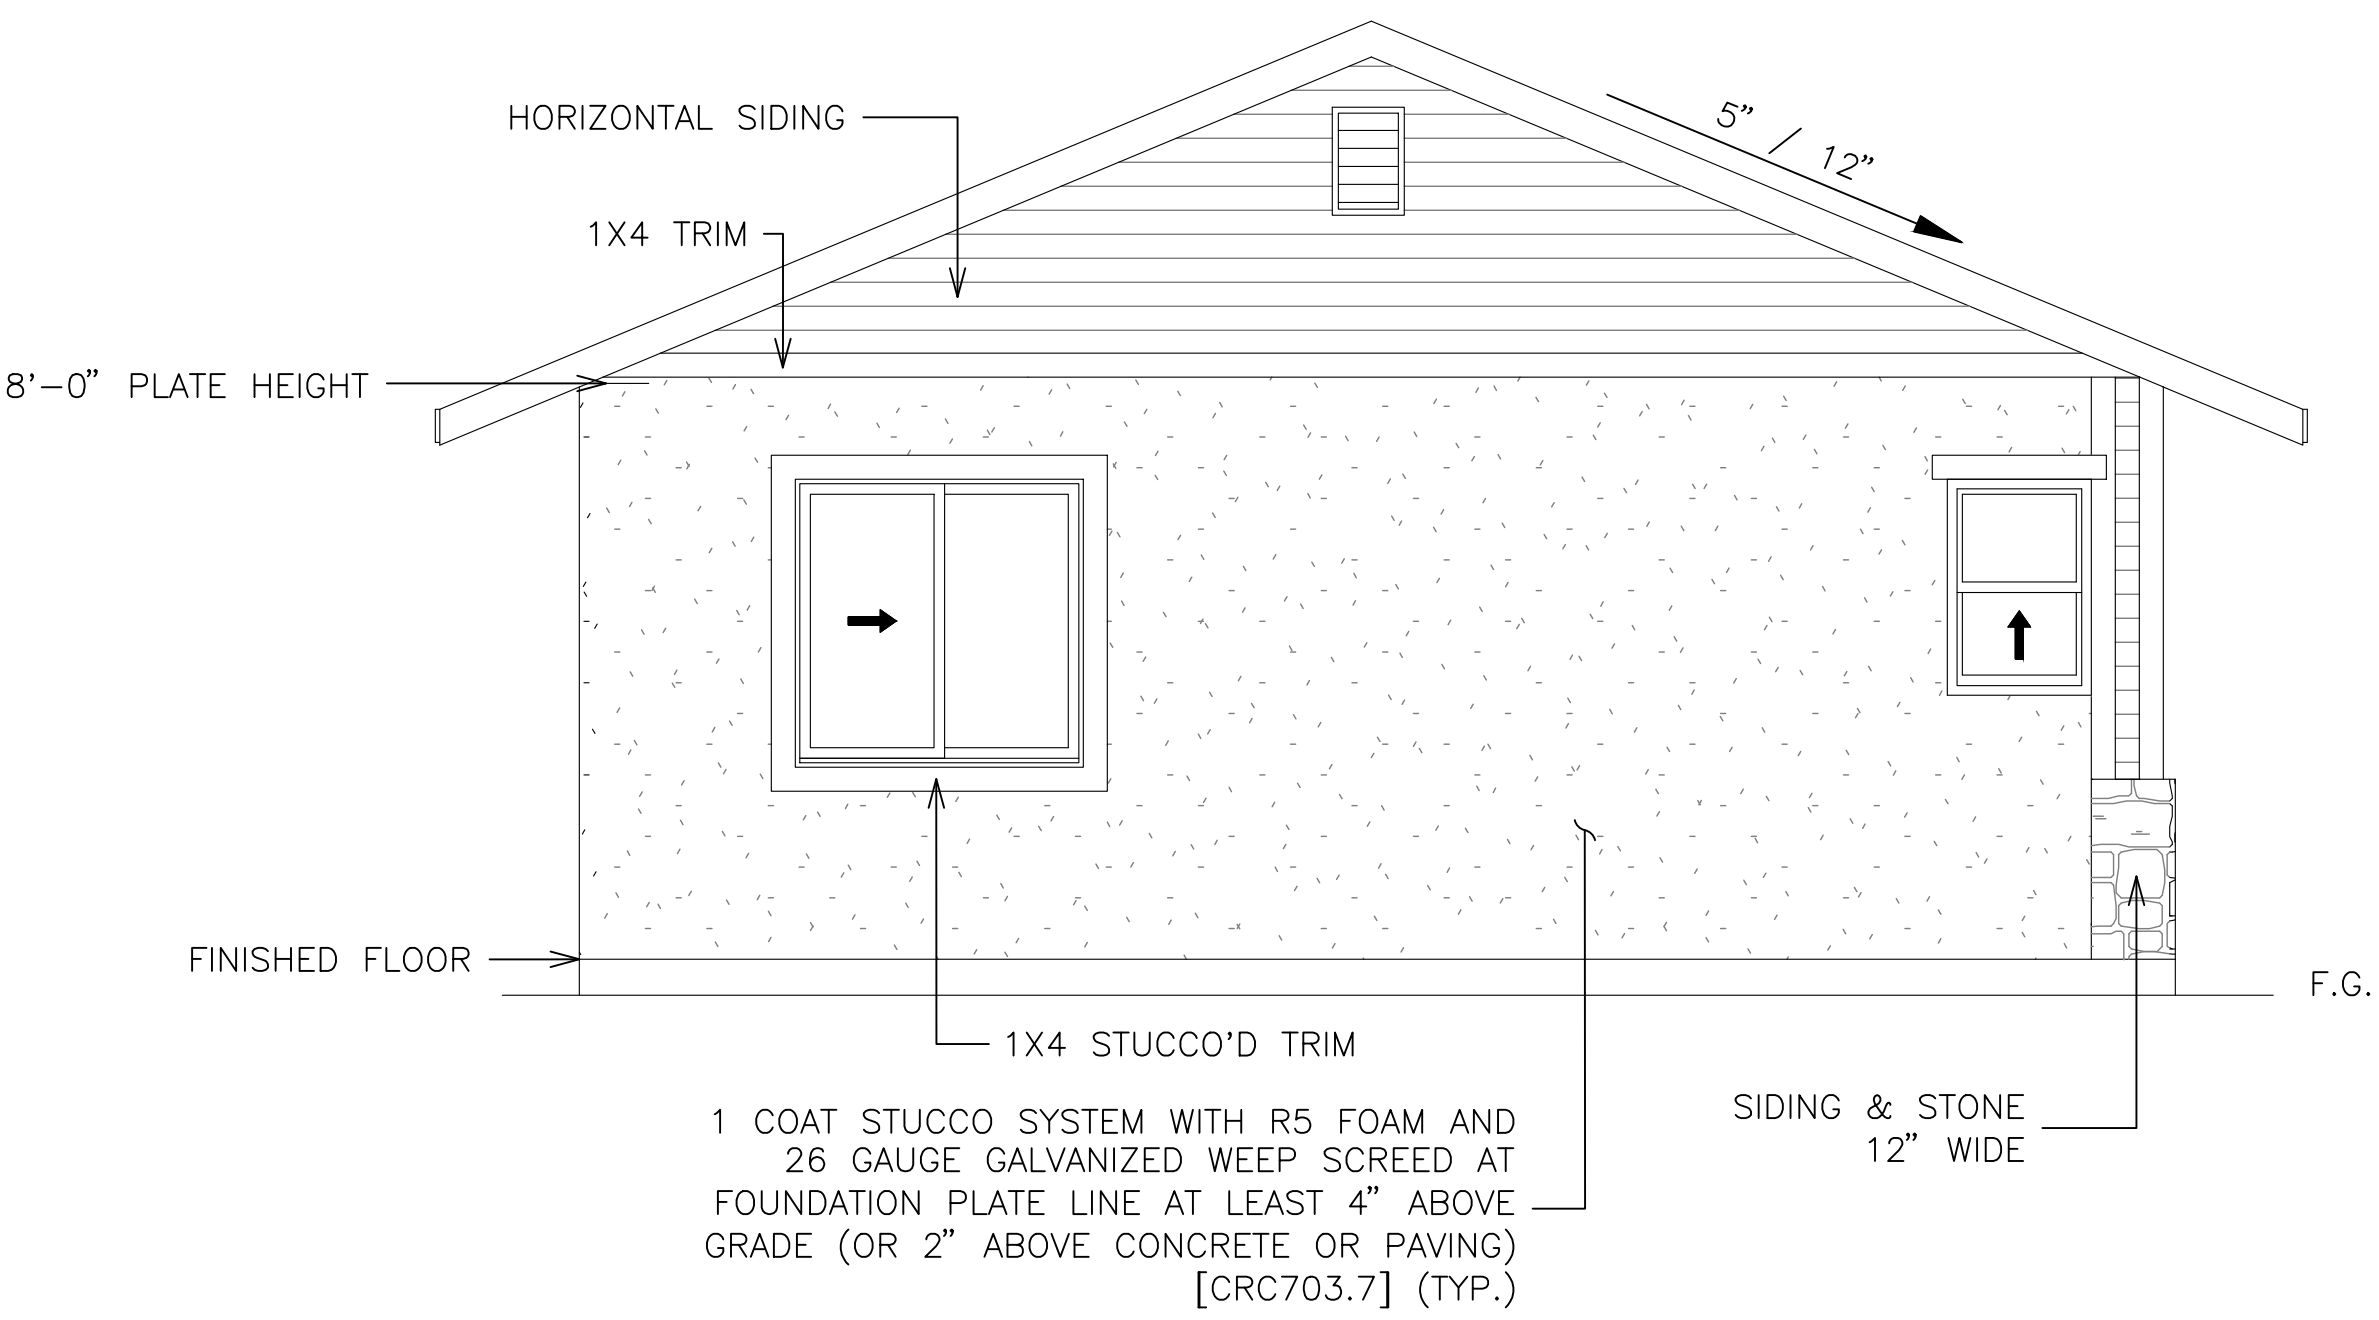 HORIZONTAL SIDING
5” / 12”
1X4 TRIM
8'-0” PLATE HEIGHT
FINISHED FLOOR
F.G.
1X4 STUCCO'D TRIM
1 COAT STUCCO SYSTEM WITH R5 FOAM AND
26 GAUGE GALVANIZED WEEP SCREED AT
FOUNDATION PLATE LINE AT LEAST 4” ABOVE
GRADE (OR 2” ABOVE CONCRETE OR PAVING)
[CRC703.7] (TYP.)
SIDING & STONE
12” WIDE